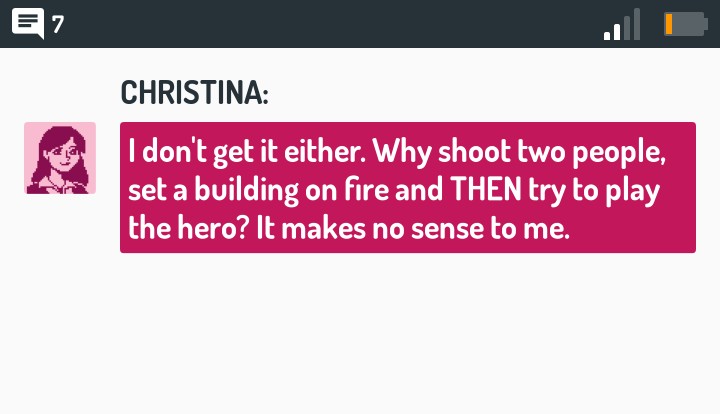 7
CHRISTINA:
I don't get it either. Why shoot two people,
set a building on fire and THEN try to play
the hero? It makes no sense to me.